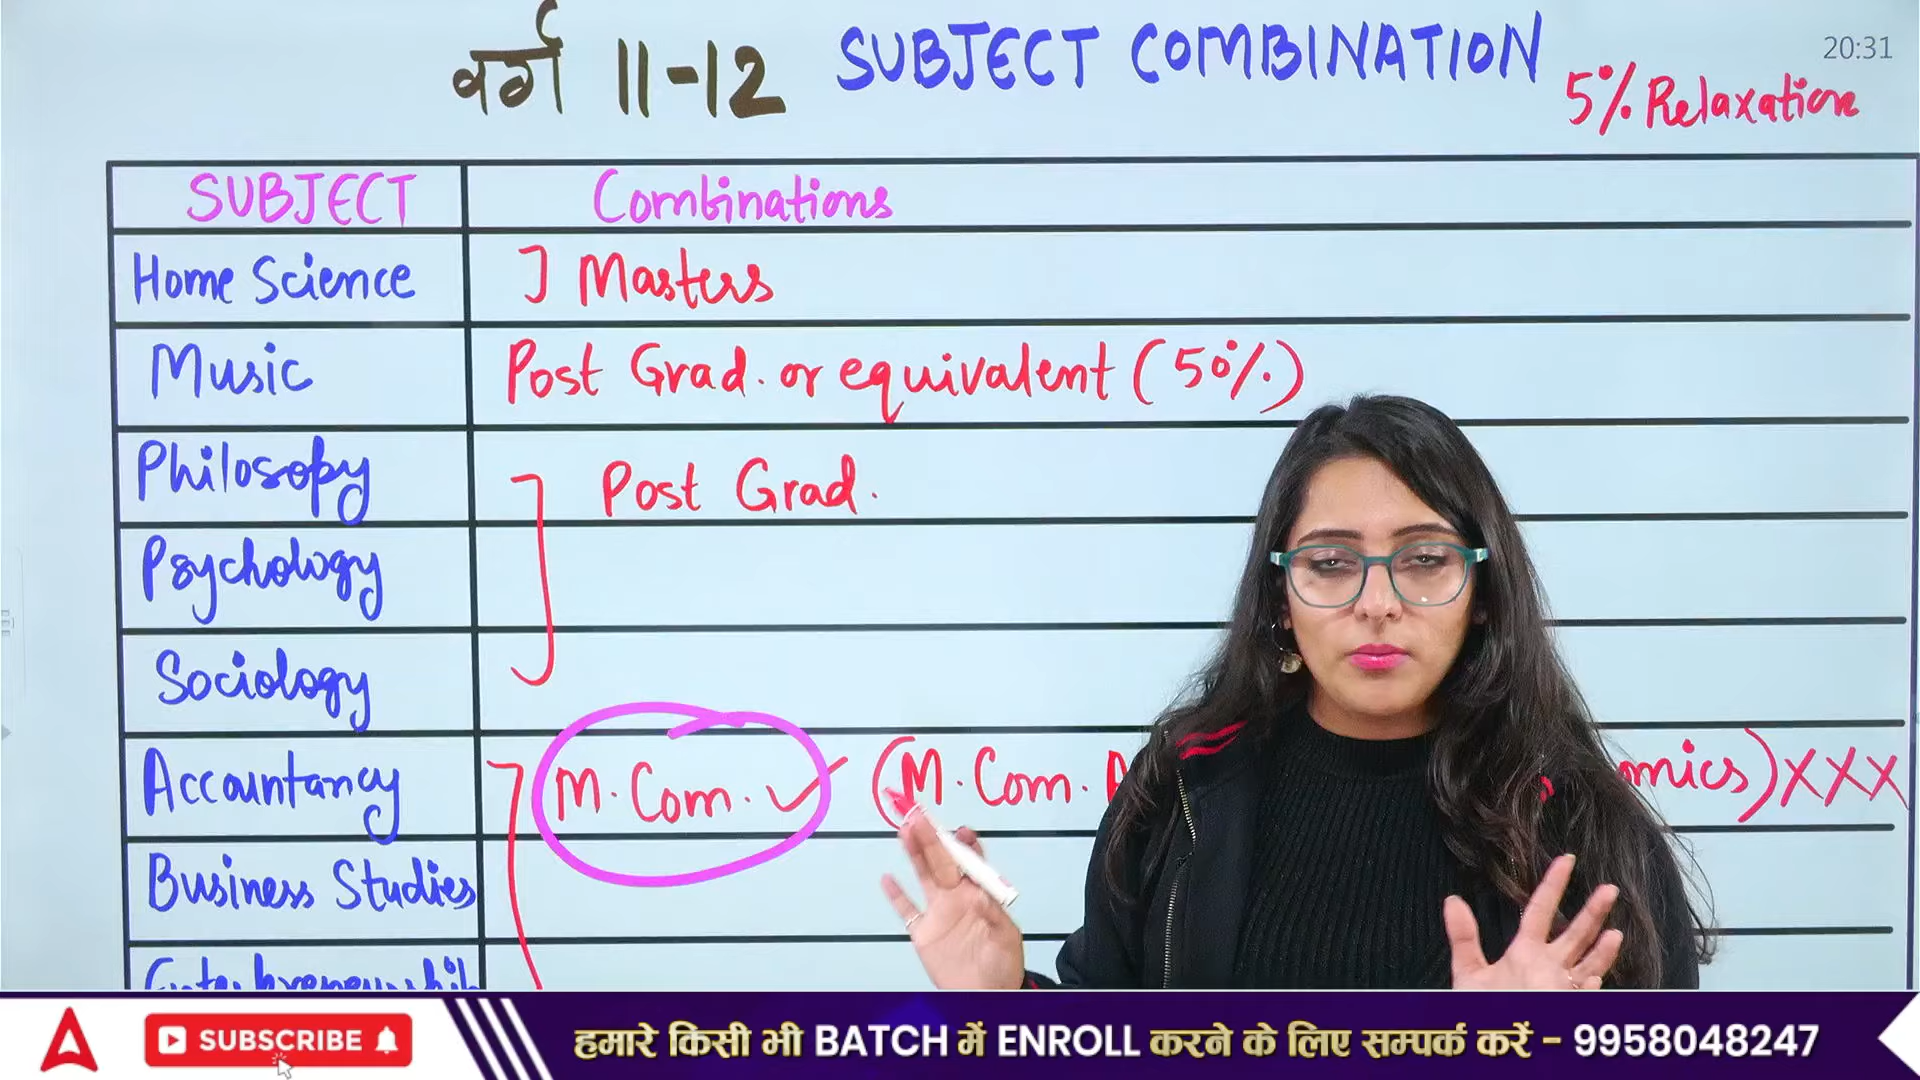 वर्ग 11-12 SUBJECT COMBINATION
20:31
5% Relaxation
SUBJECT Combinations
Home Science ] Masters
Music Post Grad. or equivalent (50%)
Philosopy ] Post Grad.
Psychology
Sociology
Accountancy ] M.Com. ✓ (M.Com. omics) XXX
Business Studies
SUBSCRIBE
हमारे किसी भी BATCH में ENROLL करने के लिए सम्पर्क करें - 9958048247